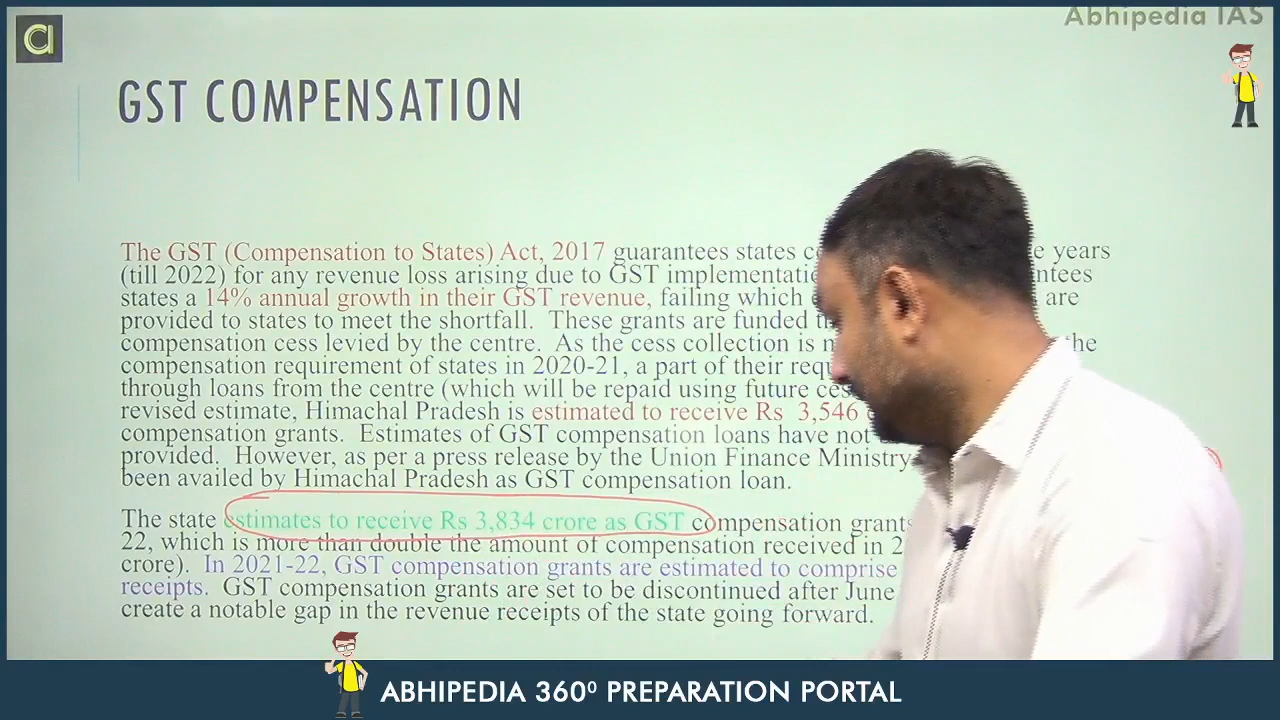 Abhipedia IAS
a
GST COMPENSATION
The GST (Compensation to States) Act, 2017 guarantees states years
(till 2022) for any revenue loss arising due to GST
states a 14% annual growth in their GST revenue, failing which are
provided to states to meet the shortfall. These grants are funded
compensation cess levied by the centre. As the cess collection is the
compensation requirement of states in 2020-21, a part of their
through loans from the centre (which will be repaid using future
revised estimate, Himachal Pradesh is estimated to receive Rs 3,546
compensation grants. Estimates of GST compensation loans have not
provided. However, as per a press release by the Union Finance Ministry
been availed by Himachal Pradesh as GST compensation loan.
The state estimates to receive Rs 3,834 crore as GST compensation grants
22, which is more than double the amount of compensation received in
crore). In 2021-22, GST compensation grants are estimated to comprise
receipts. GST compensation grants are set to be discontinued after June
create a notable gap in the revenue receipts of the state going forward.
ABHIPEDIA 360⁰ PREPARATION PORTAL